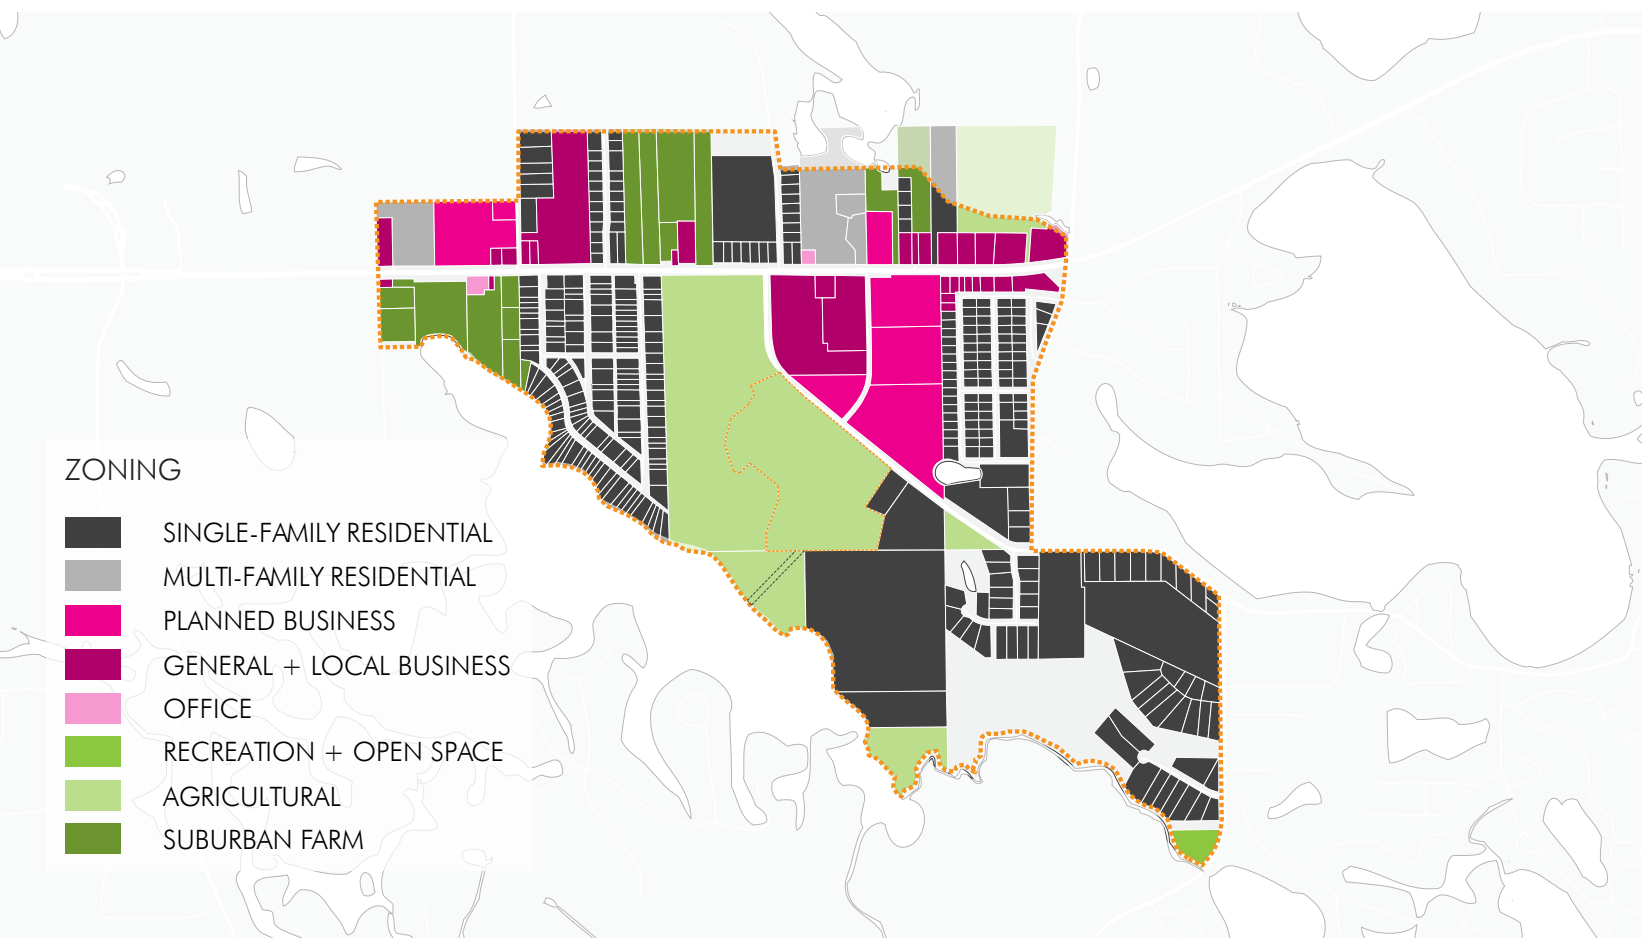 ZONING
SINGLE-FAMILY RESIDENTIAL
MULTI-FAMILY RESIDENTIAL
PLANNED BUSINESS
GENERAL + LOCAL BUSINESS
OFFICE
RECREATION + OPEN SPACE
AGRICULTURAL
SUBURBAN FARM